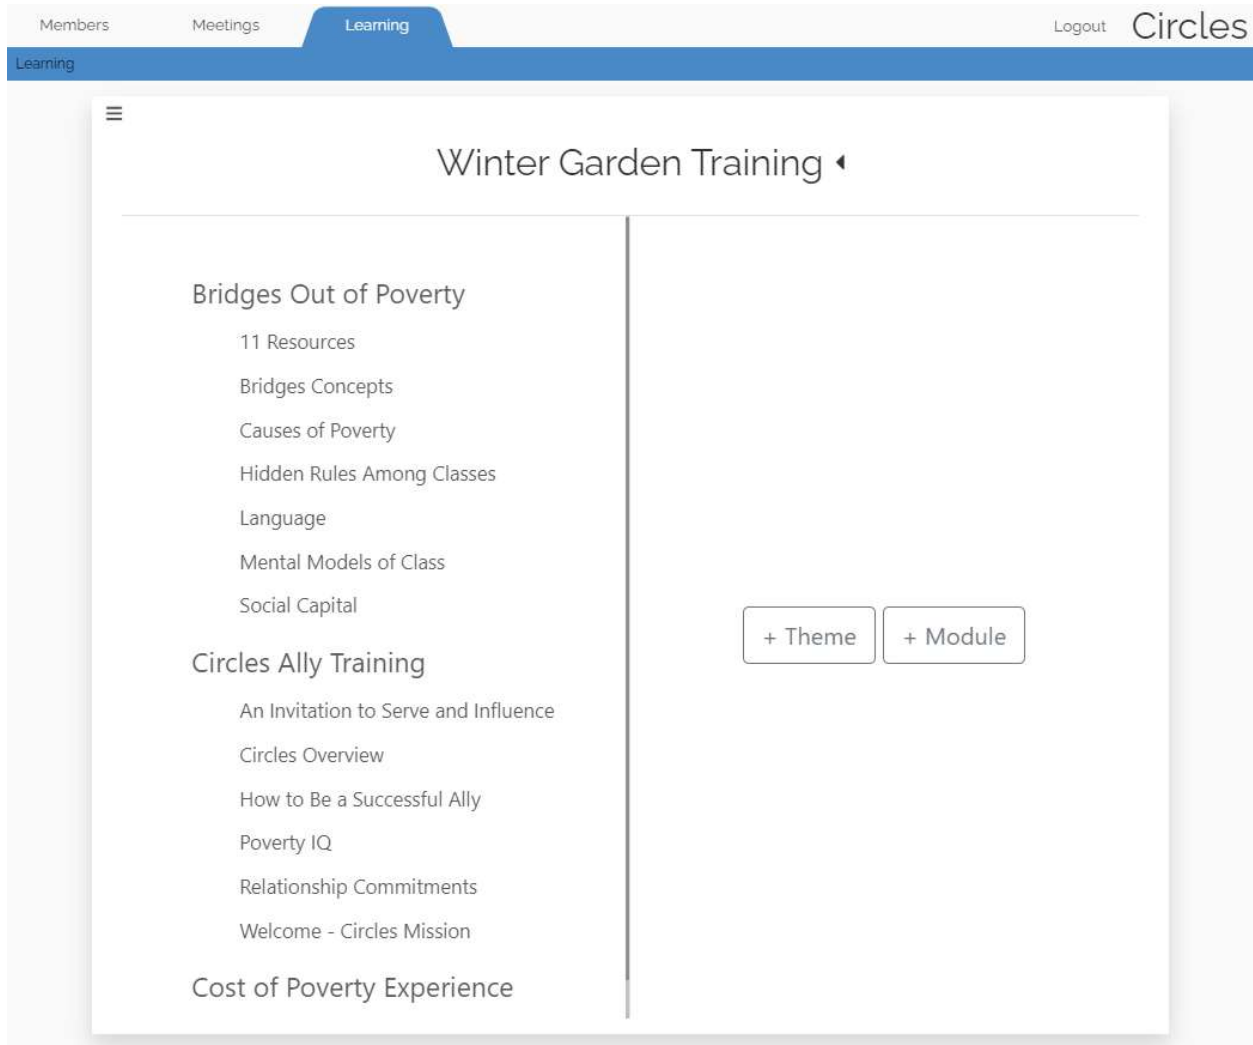 Members Meetings Learning Logout Circles
Learning
Winter Garden Training
Bridges Out of Poverty
11 Resources
Bridges Concepts
Causes of Poverty
Hidden Rules Among Classes
Language
Mental Models of Class
Social Capital
Circles Ally Training
An Invitation to Serve and Influence
Circles Overview
How to Be a Successful Ally
Poverty IQ
Relationship Commitments
Welcome - Circles Mission
Cost of Poverty Experience
+ Theme + Module